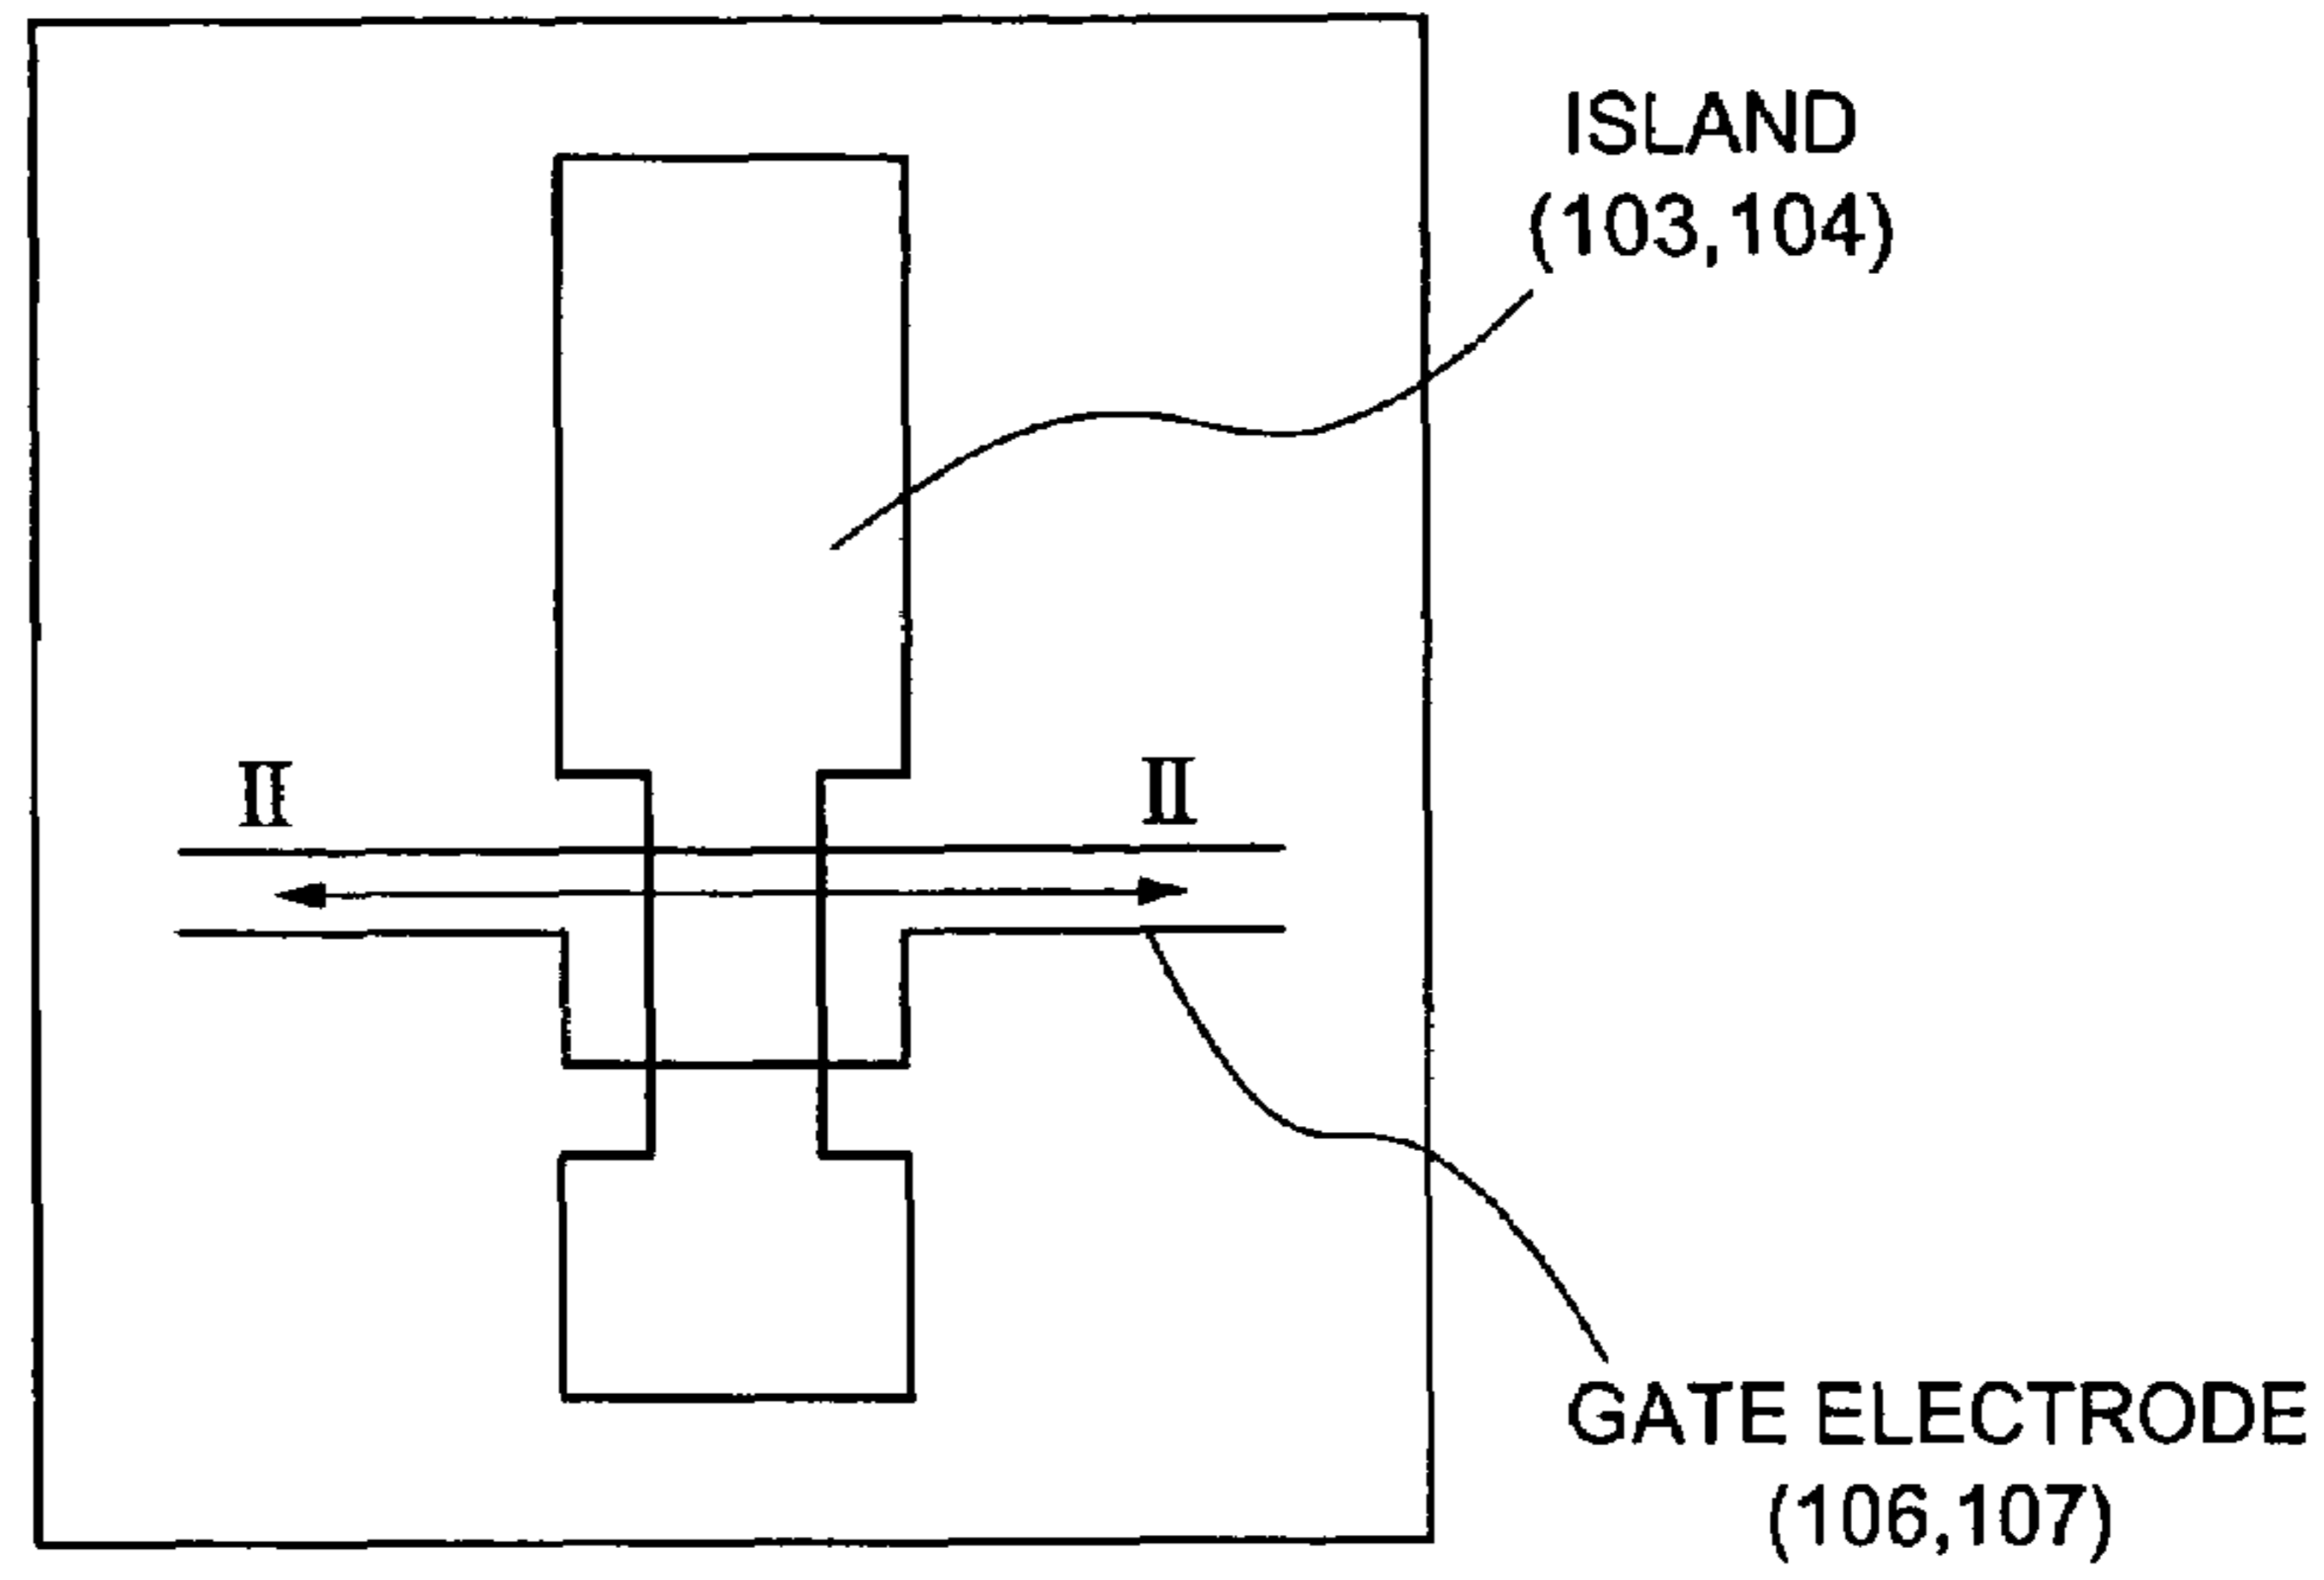 ISLAND
(103,104)
II II
GATE ELECTRODE
(106,107)